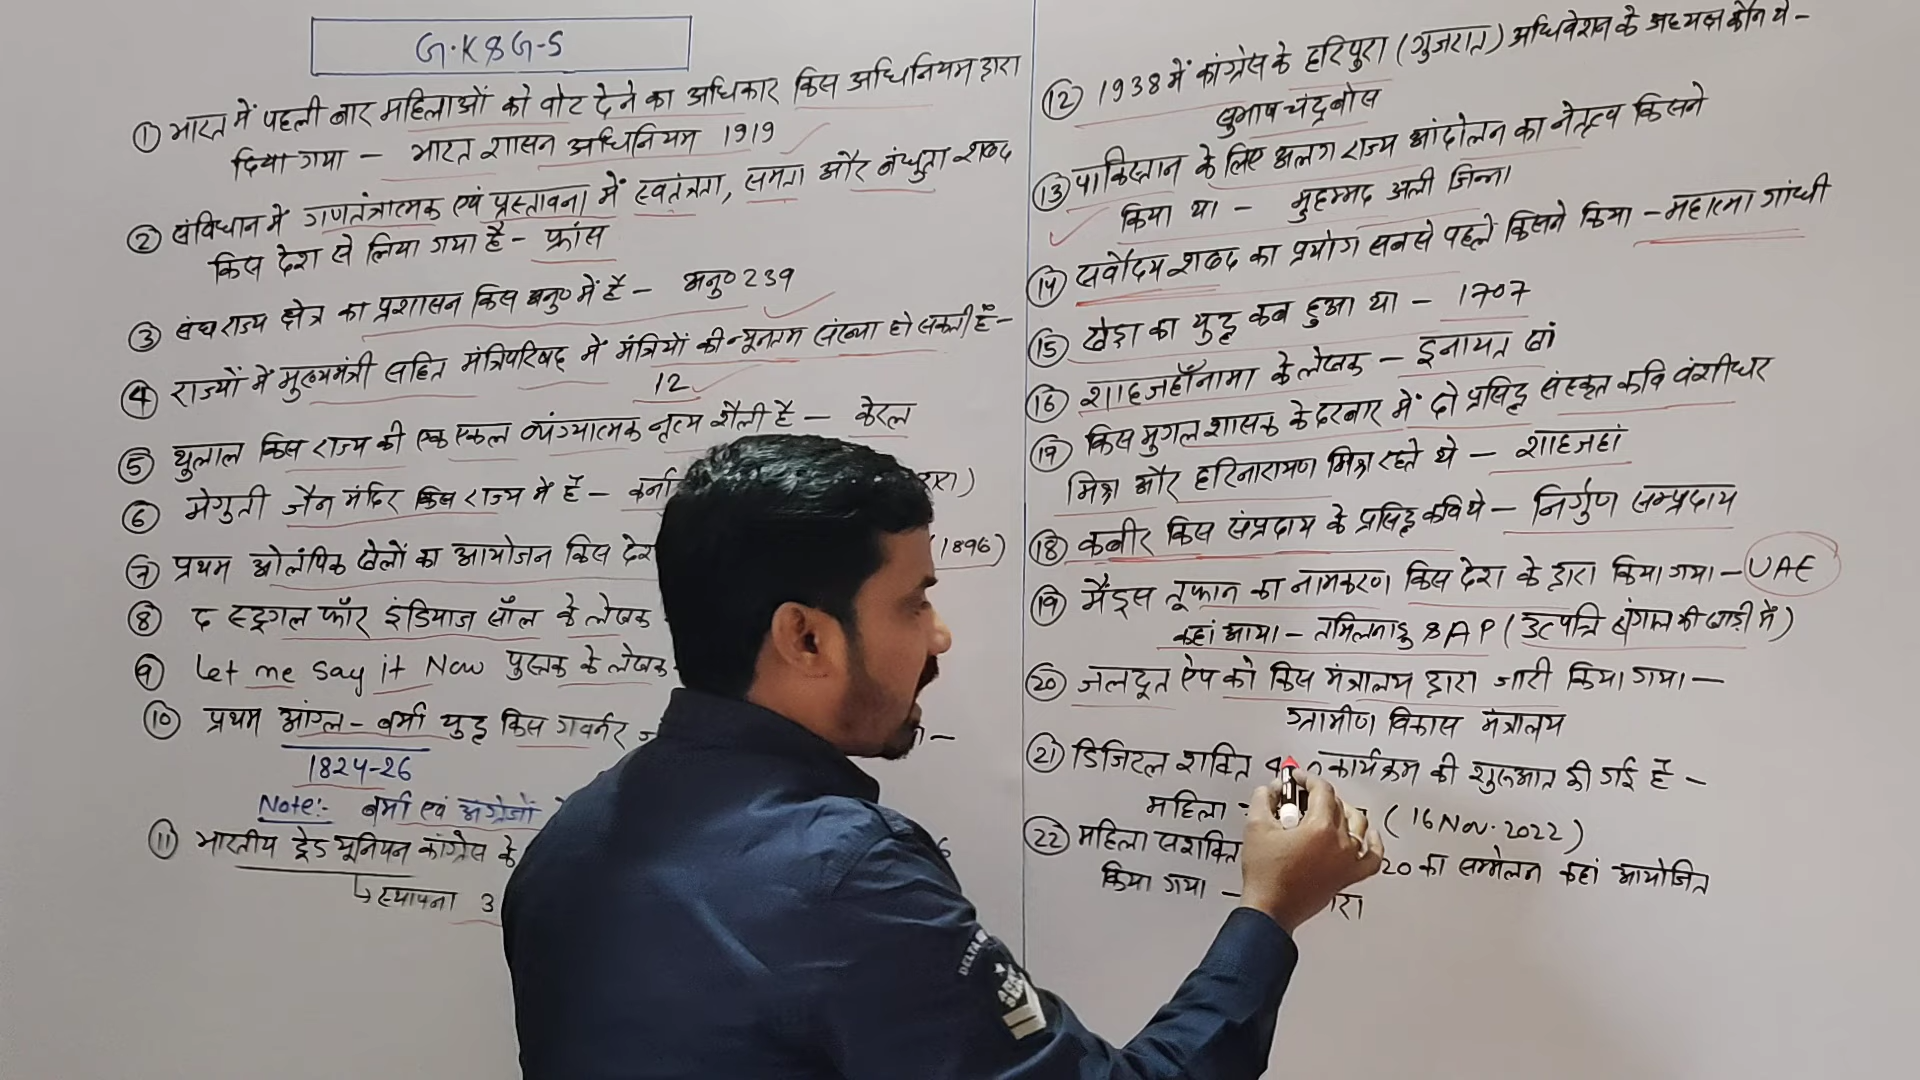 G.K & G-S
① भारत में पहली बार महिलाओं को वोट देने का अधिकार किस अधिनियम द्वारा
दिया गया – भारत शासन अधिनियम 1919
② संविधान में गणतंत्रात्मक एवं प्रस्तावना में स्वतंत्रता, समता और बंधुता शब्द
किस देश से लिया गया है – फ्रांस
③ संघ राज्य क्षेत्र का प्रशासन किस अनु० में है – अनु० 239
④ राज्यों में मुख्यमंत्री सहित मंत्रिपरिषद में मंत्रियों की न्यूनतम संख्या हो सकती है –
12
⑤ थुलाल किस राज्य की एक एकल व्यंग्यात्मक नृत्य शैली है – केरल
⑥ मेगुती जैन मंदिर किस राज्य में है –
⑦ प्रथम ओलंपिक खेलों का आयोजन किस देश (1896)
⑧ द स्ट्रगल फॉर इंडियाज सॉल के लेखक
⑨ Let me Say it Now पुस्तक के लेखक
⑩ प्रथम आंग्ल – बर्मा युद्ध किस गवर्नर
1824-26
Note:- बर्मा एवं अंग्रेजों
⑪ भारतीय ट्रेड यूनियन कांग्रेस के
स्थापना 3
⑫ 1938 में कांग्रेस के हरिपुरा (गुजरात) अधिवेशन के अध्यक्ष कौन थे –
सुभाष चंद्र बोस
⑬ पाकिस्तान के लिए अलग राज्य आंदोलन का नेतृत्व किसने
किया था – मुहम्मद अली जिन्ना
⑭ सर्वोदय शब्द का प्रयोग सबसे पहले किसने किया – महात्मा गांधी
⑮ खेड़ा का युद्ध कब हुआ था – 1707
⑯ शाहजहाँनामा के लेखक – इनायत खां
⑰ किस मुगल शासक के दरबार में दो प्रसिद्ध संस्कृत कवि वंशीधर
मिश्रा और हरिनारायण मिश्रा रहते थे – शाहजहां
⑱ कबीर किस संप्रदाय के प्रसिद्ध कवि थे – निर्गुण सम्प्रदाय
⑲ मैंड्स तूफान का नामकरण किस देश के द्वारा किया गया – UAE
कहां आया – तमिलनाडु & AP (उत्पत्ति बंगाल की खाड़ी में)
⑳ जलदूत ऐप को किस मंत्रालय द्वारा जारी किया गया –
ग्रामीण विकास मंत्रालय
㉑ डिजिटल शक्ति कार्यक्रम की शुरुआत की गई है –
महिला (16 Nov. 2022)
㉒ महिला सशक्ति 20 का सम्मेलन कहां आयोजित
किया गया –